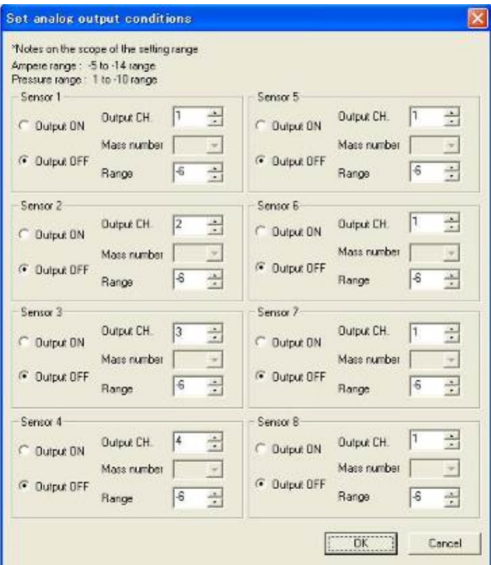 Set analog output conditions
*Notes on the scope of the setting range
Ampere range : -5 to -14 range
Pressure range : 1 to -10 range
Sensor 1
Output ON
Output OFF
Output CH.
1
Mass number
Range
-6
Sensor 5
Output ON
Output OFF
Output CH.
1
Mass number
Range
-6
Sensor 2
Output ON
Output OFF
Output CH.
2
Mass number
Range
-6
Sensor 6
Output ON
Output OFF
Output CH.
1
Mass number
Range
-6
Sensor 3
Output ON
Output OFF
Output CH.
3
Mass number
Range
-6
Sensor 7
Output ON
Output OFF
Output CH.
1
Mass number
Range
-6
Sensor 4
Output ON
Output OFF
Output CH.
4
Mass number
Range
-6
Sensor 8
Output ON
Output OFF
Output CH.
1
Mass number
Range
-6
OK
Cancel